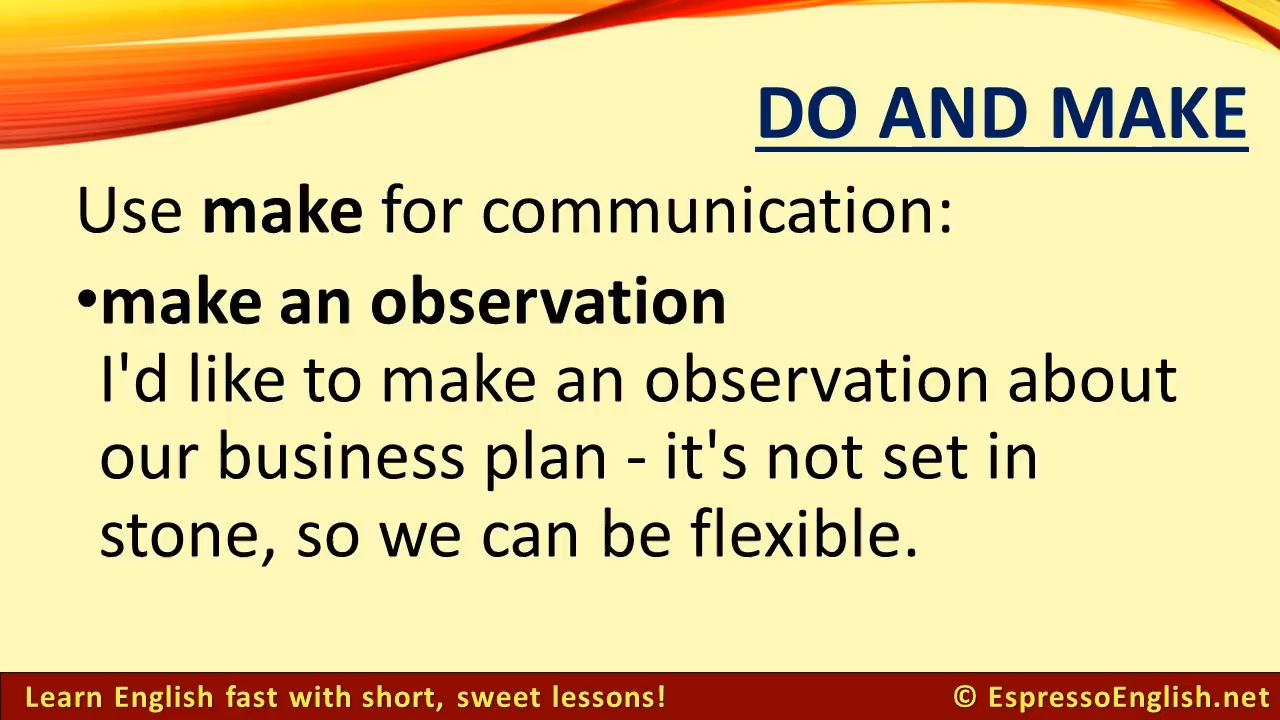 DO AND MAKE
Use make for communication:
•make an observation
I'd like to make an observation about
our business plan - it's not set in
stone, so we can be flexible.
Learn English fast with short, sweet lessons!
© EspressoEnglish.net